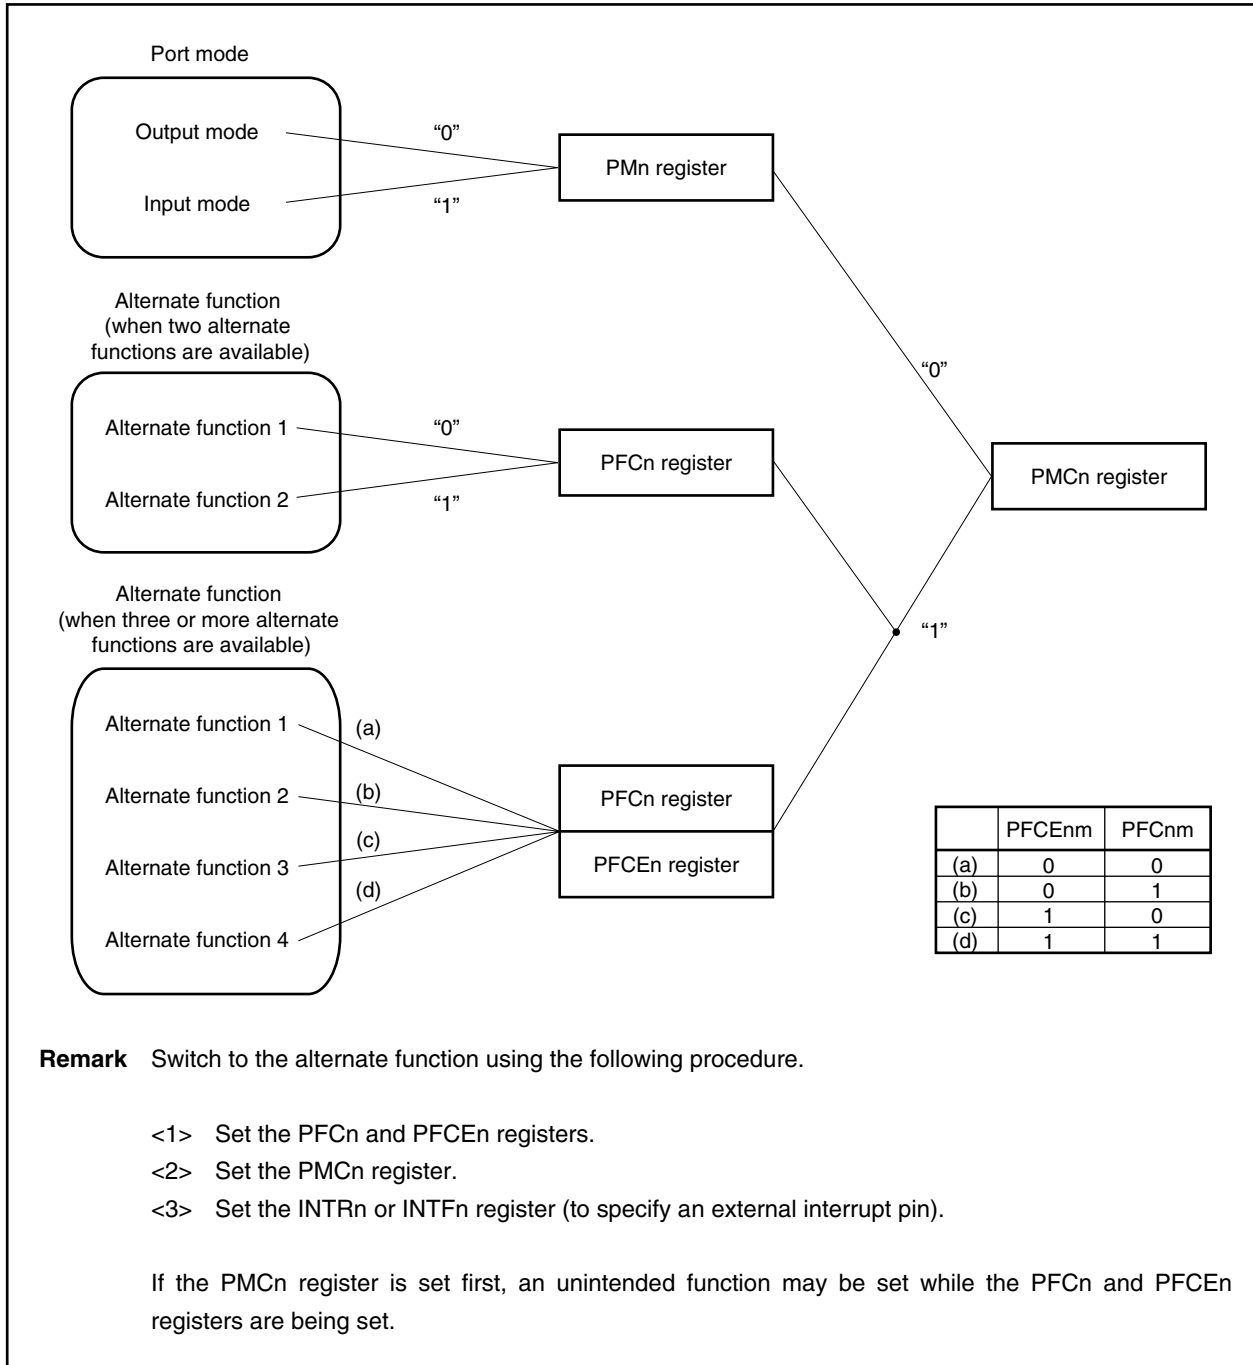 Port mode
Output mode
“0”
PMn register
Input mode
“1”
Alternate function
(when two alternate
functions are available)
“0”
Alternate function 1
“0”
PFCn register
PMCn register
Alternate function 2
“1”
Alternate function
(when three or more alternate
functions are available)
“1”
Alternate function 1
(a)
Alternate function 2
(b)
PFCn register
(c)
Alternate function 3
PFCEn register
(d)
Alternate function 4
PFCEnm PFCnm
(a) 0 0
(b) 0 1
(c) 1 0
(d) 1 1
Remark Switch to the alternate function using the following procedure.
<1> Set the PFCn and PFCEn registers.
<2> Set the PMCn register.
<3> Set the INTRn or INTFn register (to specify an external interrupt pin).
If the PMCn register is set first, an unintended function may be set while the PFCn and PFCEn
registers are being set.